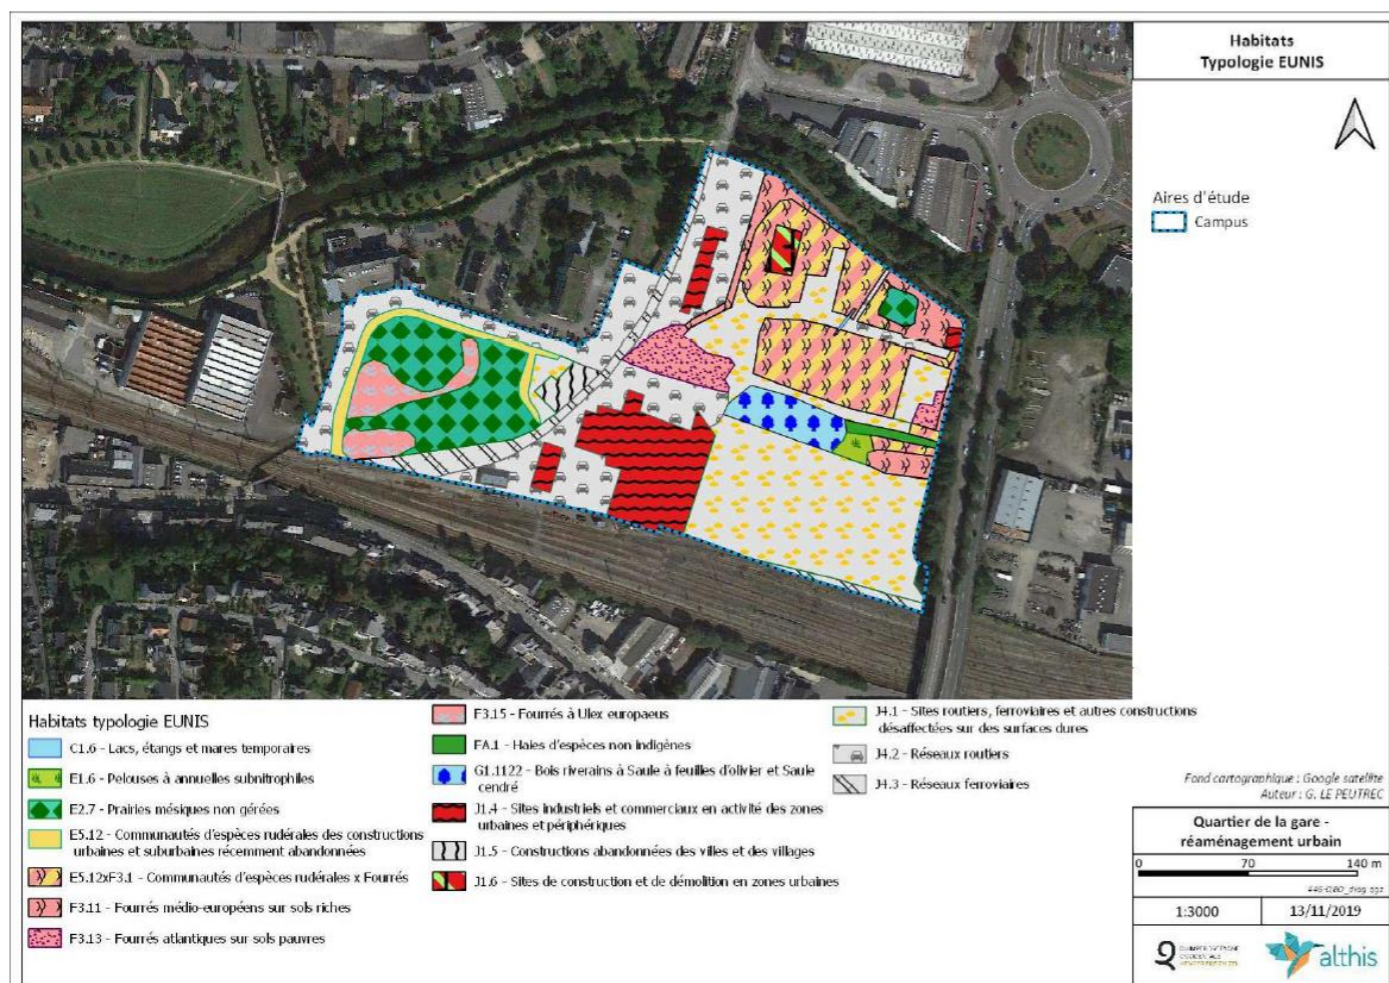 Habitats
Typologie EUNIS
Aires d'étude
Campus
Habitats typologie EUNIS
C1.6 - Lacs, étangs et mares temporaires
E1.6 - Pelouses à annuelles subnitrophiles
E2.7 - Prairies mésiques non gérées
E5.12 - Communautés d'espèces rudérales des constructions
urbaines et suburbaines récemment abandonnées
E5.12xF3.1 - Communautés d'espèces rudérales x Fourrés
F3.11 - Fourrés médio-européens sur sols riches
F3.13 - Fourrés atlantiques sur sols pauvres
F3.15 - Fourrés à Ulex europaeus
FA.1 - Haies d'espèces non indigènes
G1.1122 - Bois riverains à Saule à feuilles d'olivier et Saule
cendré
J1.4 - Sites industriels et commerciaux en activité des zones
urbaines et périphériques
J1.5 - Constructions abandonnées des villes et des villages
J1.6 - Sites de construction et de démolition en zones urbaines
J4.1 - Sites routiers, ferroviaires et autres constructions
désaffectées sur des surfaces dures
J4.2 - Réseaux routiers
J4.3 - Réseaux ferroviaires
Fond cartographique : Google satellite
Auteur : G. LE PEUTREC
Quartier de la gare -
réaménagement urbain
0 70 140 m
1:3000
13/11/2019
althis